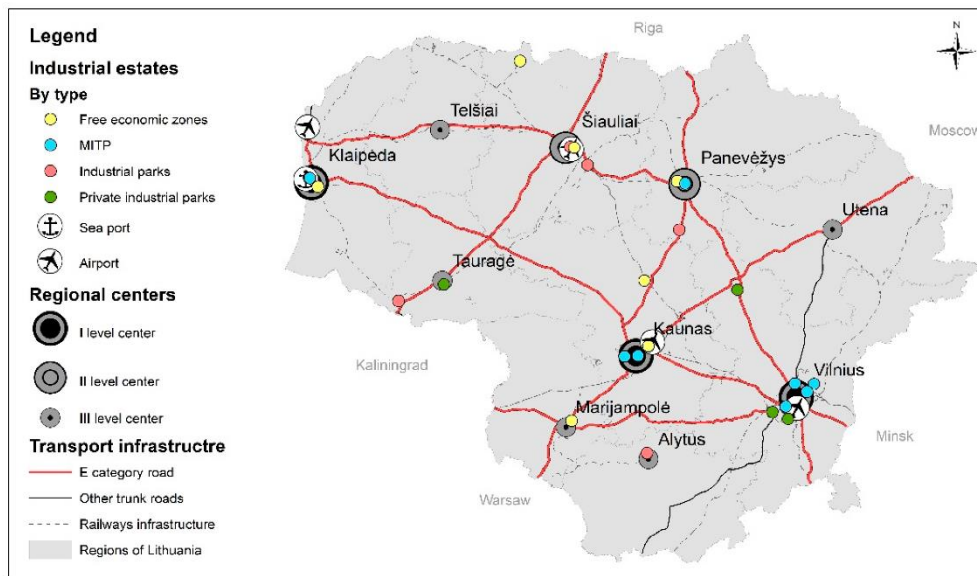 Legend
Industrial estates
By type
Free economic zones
MITP
Industrial parks
Private industrial parks
Sea port
Airport
Regional centers
I level center
II level center
III level center
Transport infrastructre
E category road
Other trunk roads
Railways infrastructure
Regions of Lithuania
Riga
N
Telšiai
Šiauliai
Moscow
Klaipėda
Panevėžys
Utena
Tauragė
Kaunas
Kaliningrad
Vilnius
Marijampolė
Minsk
Alytus
Warsaw